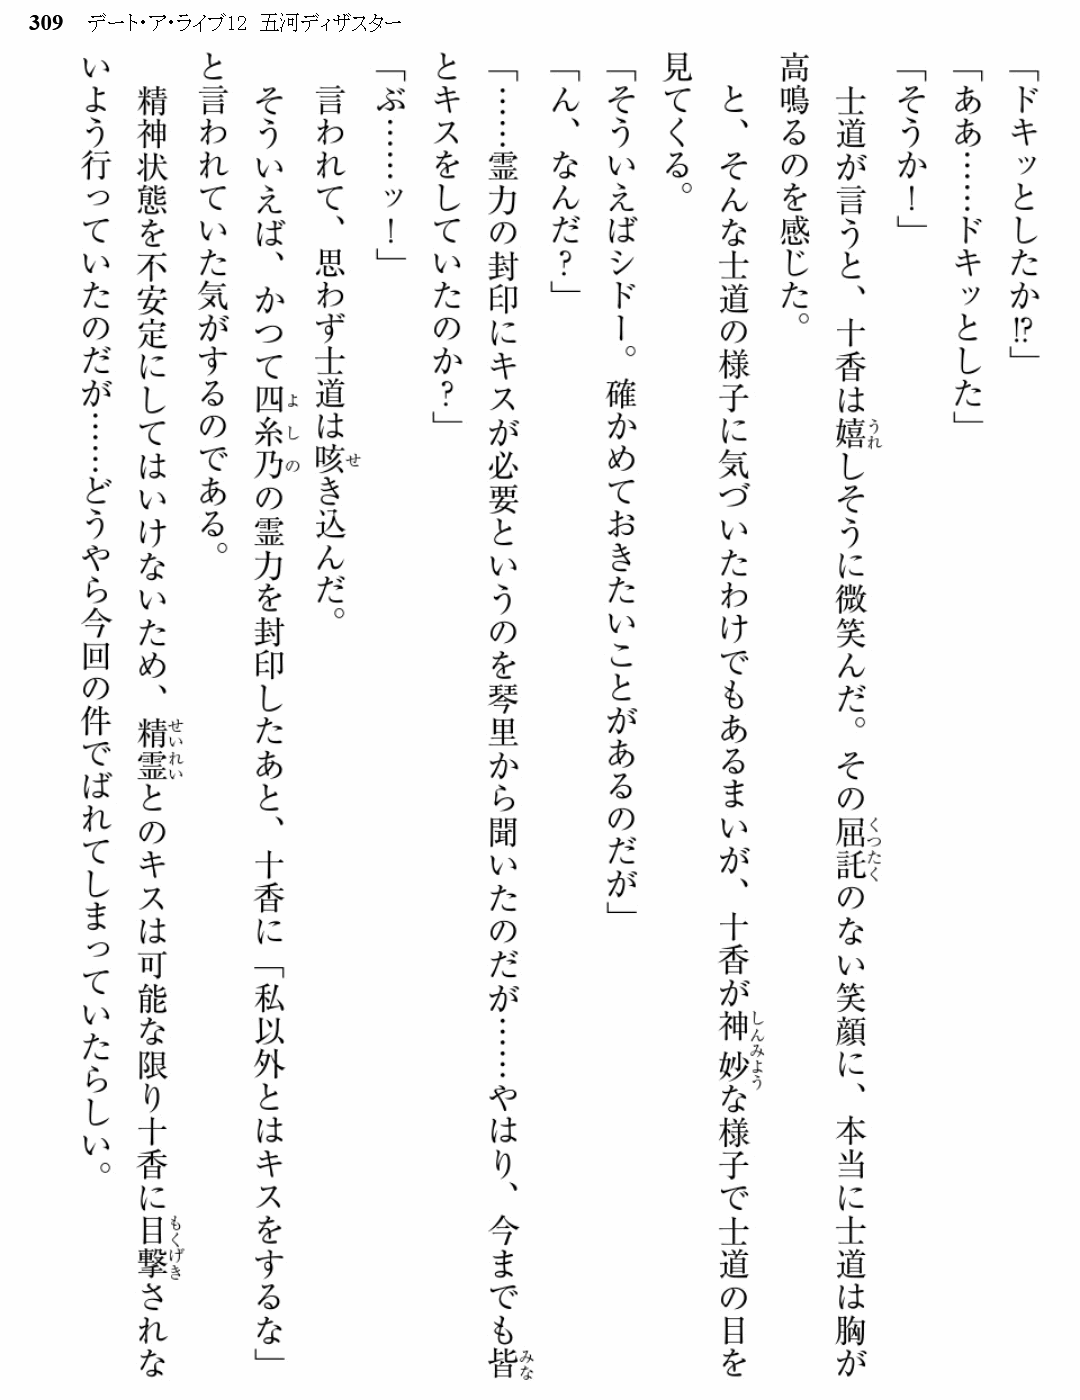 309 デート・ア・ライブ12 五河ディザスター
「ドキッとしたか!?」
「ああ……ドキッとした」
「そうか！」
　士道が言うと、十香は嬉しそうに微笑んだ。その屈託のない笑顔に、本当に士道は胸が
高鳴るのを感じた。
　と、そんな士道の様子に気づいたわけでもあるまいが、十香が神妙な様子で士道の目を
見てくる。
「そういえばシドー。確かめておきたいことがあるのだが」
「ん、なんだ？」
「……霊力の封印にキスが必要というのを琴里から聞いたのだが……やはり、今までも皆
とキスをしていたのか？」
「ぶ……ッ！」
　言われて、思わず士道は咳き込んだ。
　そういえば、かつて四糸乃の霊力を封印したあと、十香に「私以外とはキスをするな」
と言われていた気がするのである。
　精神状態を不安定にしてはいけないため、精霊とのキスは可能な限り十香に目撃されな
いよう行っていたのだが……どうやら今回の件でばれてしまっていたらしい。